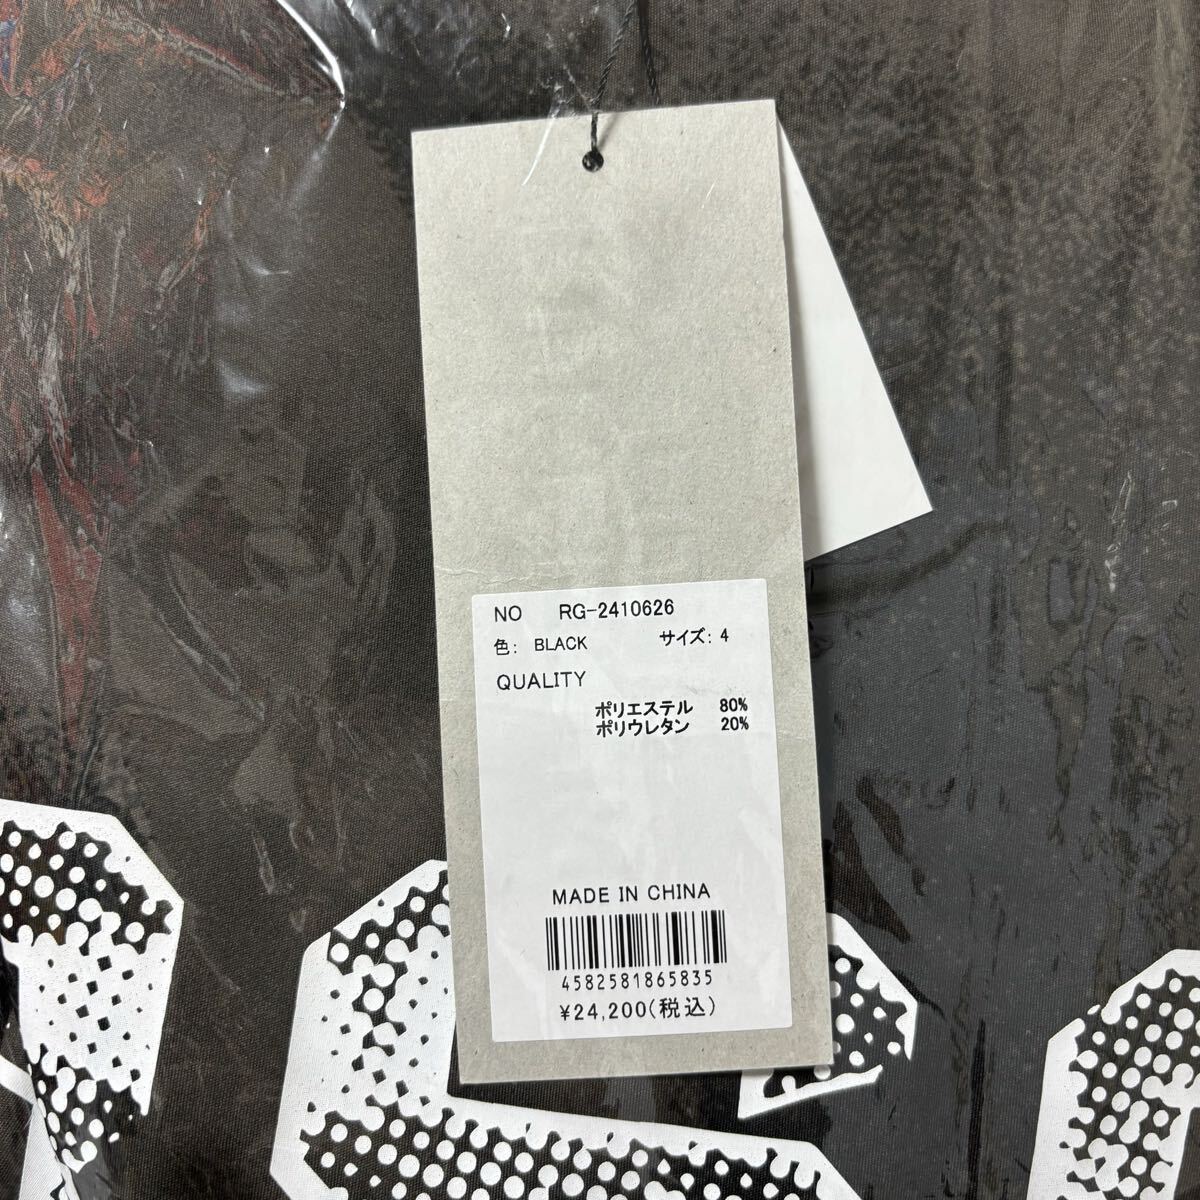 NO RG-2410626
色: BLACK サイズ: 4
QUALITY
ポリエステル 80%
ポリウレタン 20%
MADE IN CHINA
4582581865835
¥24,200(税込)